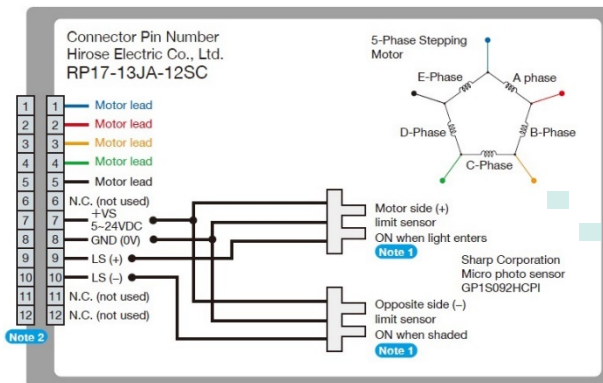 Connector Pin Number
Hirose Electric Co., Ltd.
RP17-13JA-12SC
5-Phase Stepping
Motor
E-Phase
A phase
D-Phase
B-Phase
C-Phase
1 1 Motor lead
2 2 Motor lead
3 3 Motor lead
4 4 Motor lead
5 5 Motor lead
6 6 N.C. (not used)
7 7 +VS
5~24VDC
8 8 GND (0V)
9 9 LS (+)
10 10 LS (−)
11 11 N.C. (not used)
12 12 N.C. (not used)
Note 2
Motor side (+)
limit sensor
ON when light enters
Note 1
Sharp Corporation
Micro photo sensor
GP1S092HCPI
Opposite side (−)
limit sensor
ON when shaded
Note 1